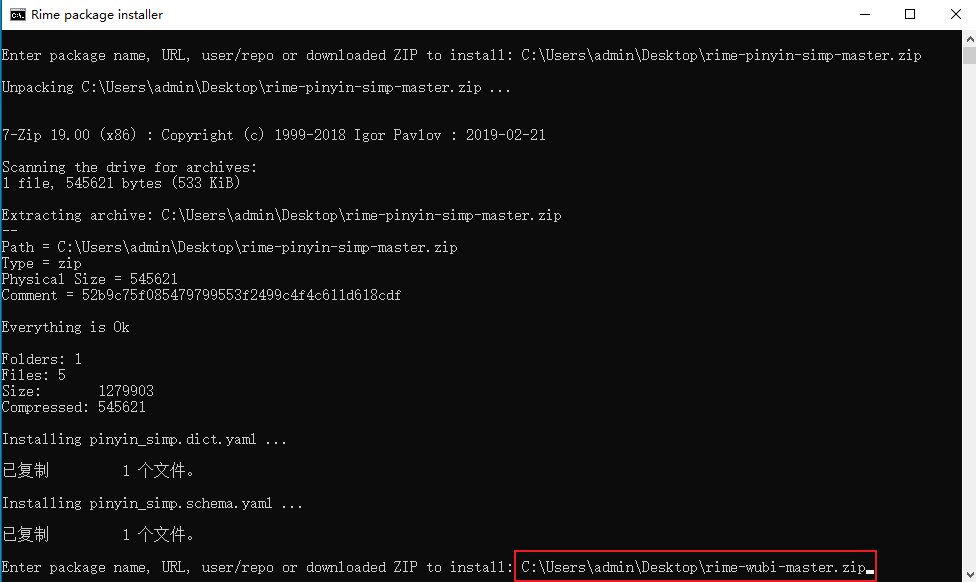 Rime package installer
Enter package name, URL, user/repo or downloaded ZIP to install: C:\Users\admin\Desktop\rime-pinyin-simp-master.zip
Unpacking C:\Users\admin\Desktop\rime-pinyin-simp-master.zip ...
7-Zip 19.00 (x86) : Copyright (c) 1999-2018 Igor Pavlov : 2019-02-21
Scanning the drive for archives:
1 file, 545621 bytes (533 KiB)
Extracting archive: C:\Users\admin\Desktop\rime-pinyin-simp-master.zip
--
Path = C:\Users\admin\Desktop\rime-pinyin-simp-master.zip
Type = zip
Physical Size = 545621
Comment = 52b9c75f085479799553f2499c4f4c611d618cdf
Everything is Ok
Folders: 1
Files: 5
Size:       1279903
Compressed: 545621
Installing pinyin_simp.dict.yaml ...
已复制         1 个文件。
Installing pinyin_simp.schema.yaml ...
已复制         1 个文件。
Enter package name, URL, user/repo or downloaded ZIP to install: C:\Users\admin\Desktop\rime-wubi-master.zip